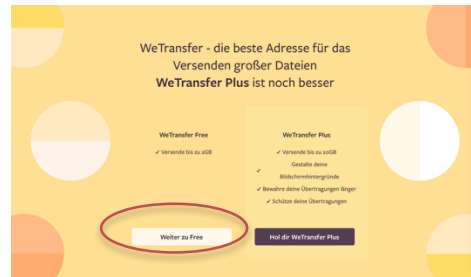 WeTransfer - die beste Adresse für das
Versenden großer Dateien
WeTransfer Plus ist noch besser
WeTransfer Free
✓ Versende bis zu 2GB
Weiter zu Free
WeTransfer Plus
✓ Versende bis zu 20GB
✓ Gestalte deine
Bildschirmhintergründe
✓ Bewahre deine Übertragungen länger
✓ Schütze deine Übertragungen
Hol dir WeTransfer Plus